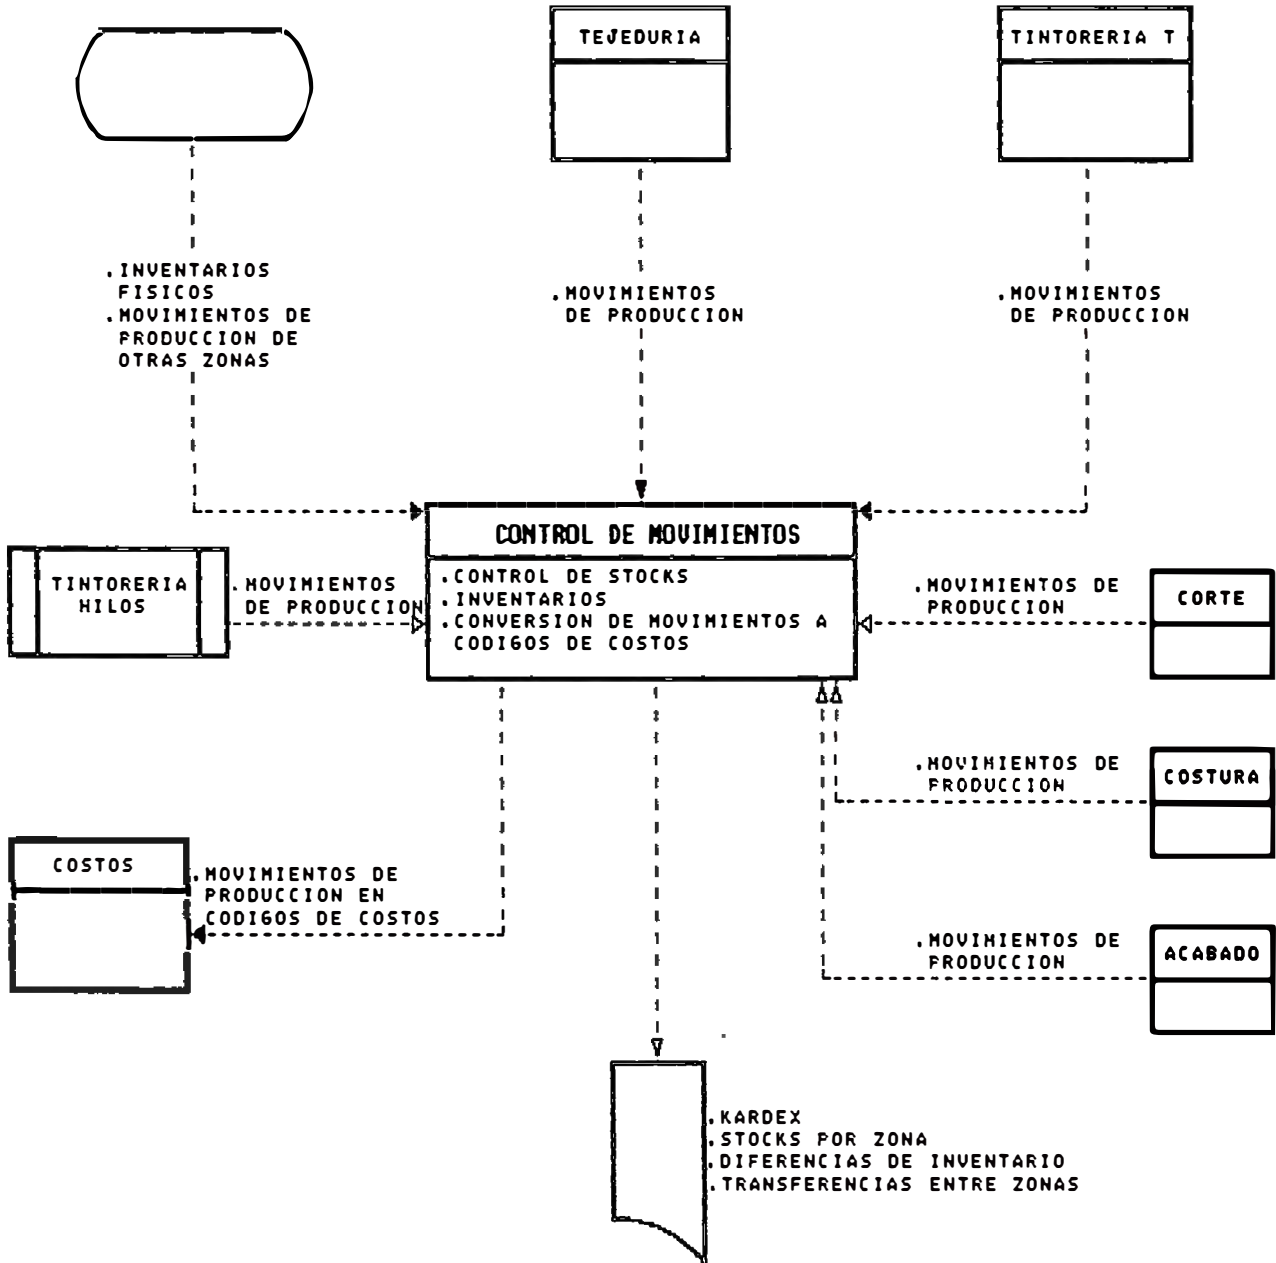 TEJEDURIA
TINTORERIA T
.INVENTARIOS
FISICOS
.MOVIMIENTOS DE
PRODUCCION DE
OTRAS ZONAS
.MOVIMIENTOS
DE PRODUCCION
.MOVIMIENTOS
DE PRODUCCION
CONTROL DE MOVIMIENTOS
.CONTROL DE STOCKS
.INVENTARIOS
.CONVERSION DE MOVIMIENTOS A
CODIGOS DE COSTOS
TINTORERIA
HILOS
.MOVIMIENTOS
DE PRODUCCION
.MOVIMIENTOS DE
PRODUCCION
CORTE
.MOVIMIENTOS DE
PRODUCCION
COSTURA
COSTOS
.MOVIMIENTOS DE
PRODUCCION EN
CODIGOS DE COSTOS
.MOVIMIENTOS DE
PRODUCCION
ACABADO
.KARDEX
.STOCKS POR ZONA
.DIFERENCIAS DE INVENTARIO
.TRANSFERENCIAS ENTRE ZONAS